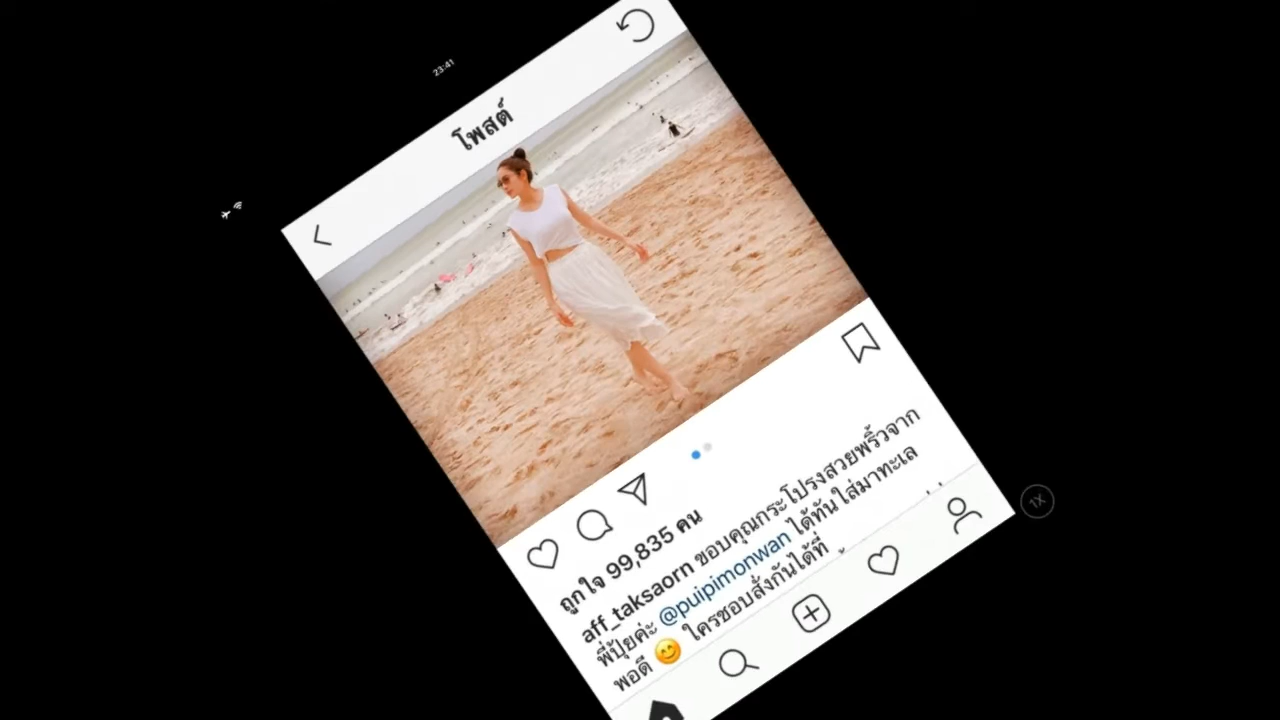 23:41
โพสต์
ถูกใจ 99,835 คน
aff_taksaorn ขอบคุณกระโปรงสวยพริ้วจาก
พี่ปุ้ยค่ะ @puipimonwan ได้ทันใส่มาทะเล
พอดี 😊 ใครชอบสั่งกันได้ที่
1X